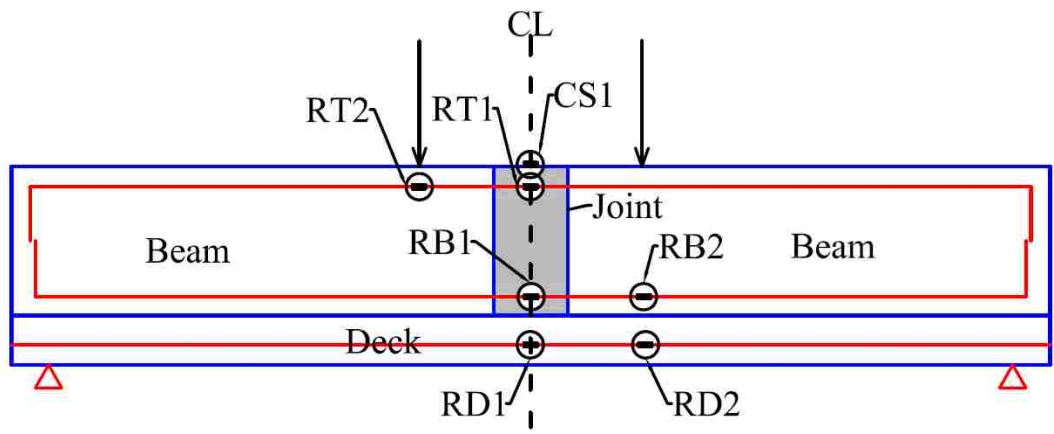 CL
CS1
RT2
RT1
Joint
Beam
RB1
RB2
Beam
Deck
RD1
RD2